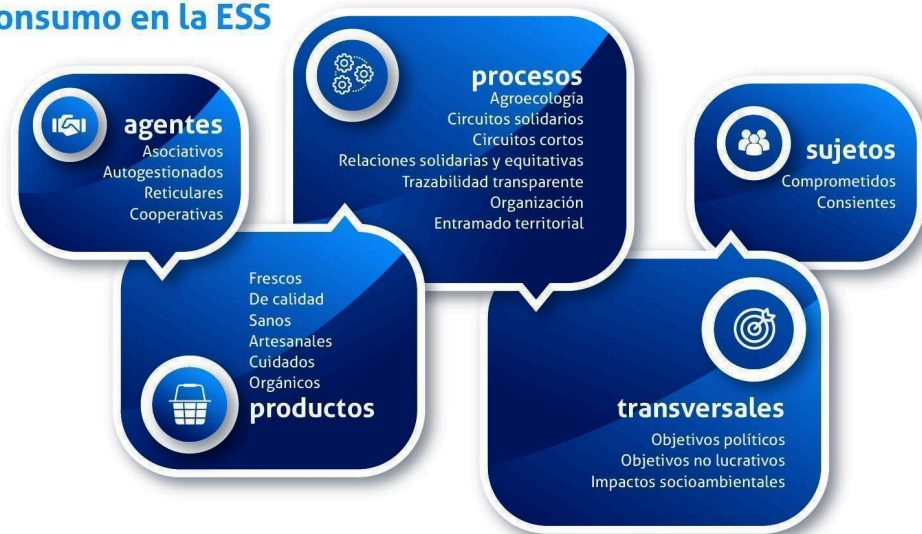 onsumo en la ESS
agentes
Asociativos
Autogestionados
Reticulares
Cooperativas
procesos
Agroecología
Circuitos solidarios
Circuitos cortos
Relaciones solidarias y equitativas
Trazabilidad transparente
Organización
Entramado territorial
sujetos
Comprometidos
Consientes
Frescos
De calidad
Sanos
Artesanales
Cuidados
Orgánicos
productos
transversales
Objetivos políticos
Objetivos no lucrativos
Impactos socioambientales